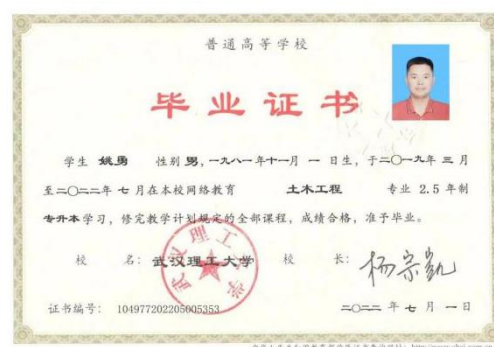 普通高等学校
毕业证书
学生 姚勇 性别 男，一九八一年十一月 一 日生，于二〇一九年 三 月
至二〇二二年 七 月在本校网络教育 土木工程 专业 2.5 年制
专升本学习，修完教学计划规定的全部课程，成绩合格，准予毕业。
校 名：武汉理工大学 校 长：杨宗凯
武汉理工大学
证书编号： 104977202205005353 二〇二二 年 七 月 一 日